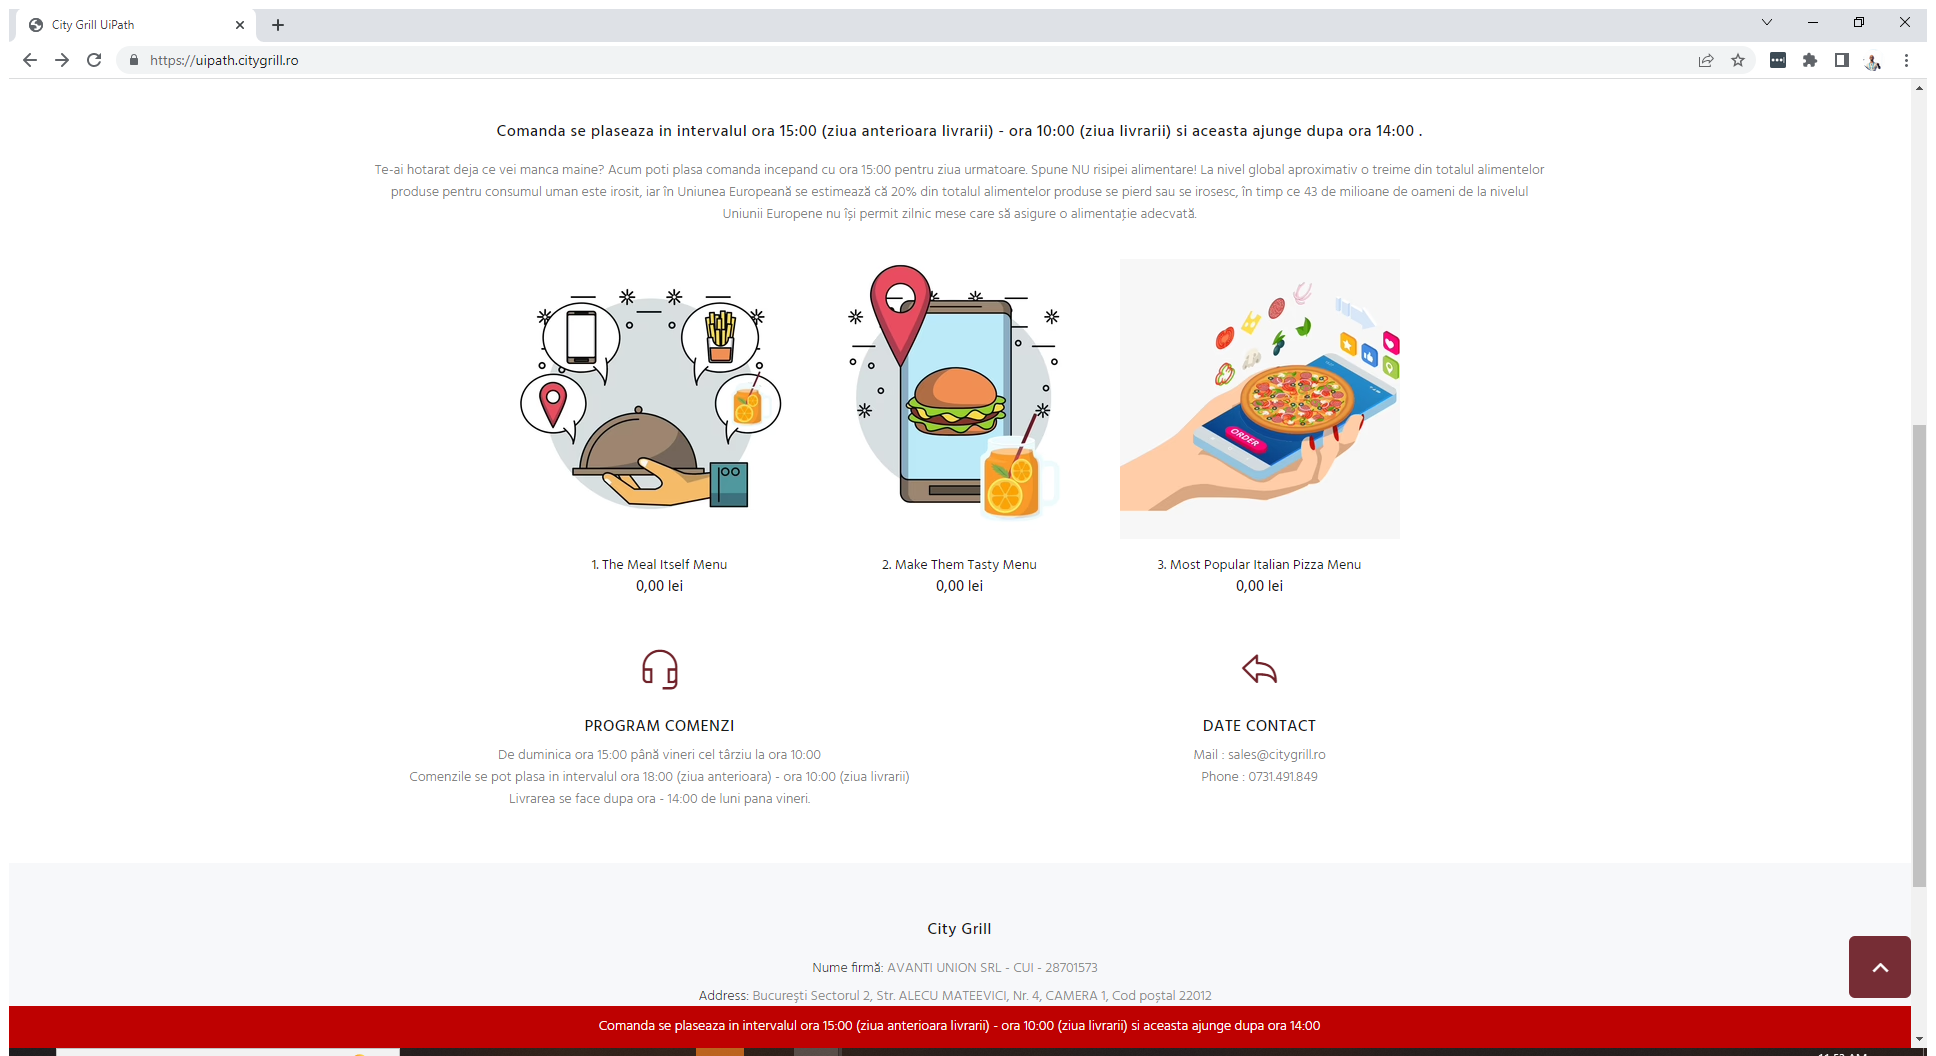 City Grill UiPath
https://uipath.citygrill.ro
Comanda se plaseaza in intervalul ora 15:00 (ziua anterioara livrarii) - ora 10:00 (ziua livrarii) si aceasta ajunge dupa ora 14:00 .
Te-ai hotarat deja ce vei manca maine? Acum poti plasa comanda incepand cu ora 15:00 pentru ziua urmatoare. Spune NU risipei alimentare! La nivel global aproximativ o treime din totalul alimentelor
produse pentru consumul uman este irosit, iar în Uniunea Europeană se estimează că 20% din totalul alimentelor produse se pierd sau se irosesc, în timp ce 43 de milioane de oameni de la nivelul
Uniunii Europene nu își permit zilnic mese care să asigure o alimentație adecvată.
ORDER
1. The Meal Itself Menu
0,00 lei
2. Make Them Tasty Menu
0,00 lei
3. Most Popular Italian Pizza Menu
0,00 lei
PROGRAM COMENZI
De duminica ora 15:00 până vineri cel târziu la ora 10:00
Comenzile se pot plasa in intervalul ora 18:00 (ziua anterioara) - ora 10:00 (ziua livrarii)
Livrarea se face dupa ora - 14:00 de luni pana vineri.
DATE CONTACT
Mail : sales@citygrill.ro
Phone : 0731.491.849
City Grill
Nume firmă: AVANTI UNION SRL - CUI - 28701573
Address: Bucureşti Sectorul 2, Str. ALECU MATEEVICI, Nr. 4, CAMERA 1, Cod poștal 22012
Comanda se plaseaza in intervalul ora 15:00 (ziua anterioara livrarii) - ora 10:00 (ziua livrarii) si aceasta ajunge dupa ora 14:00